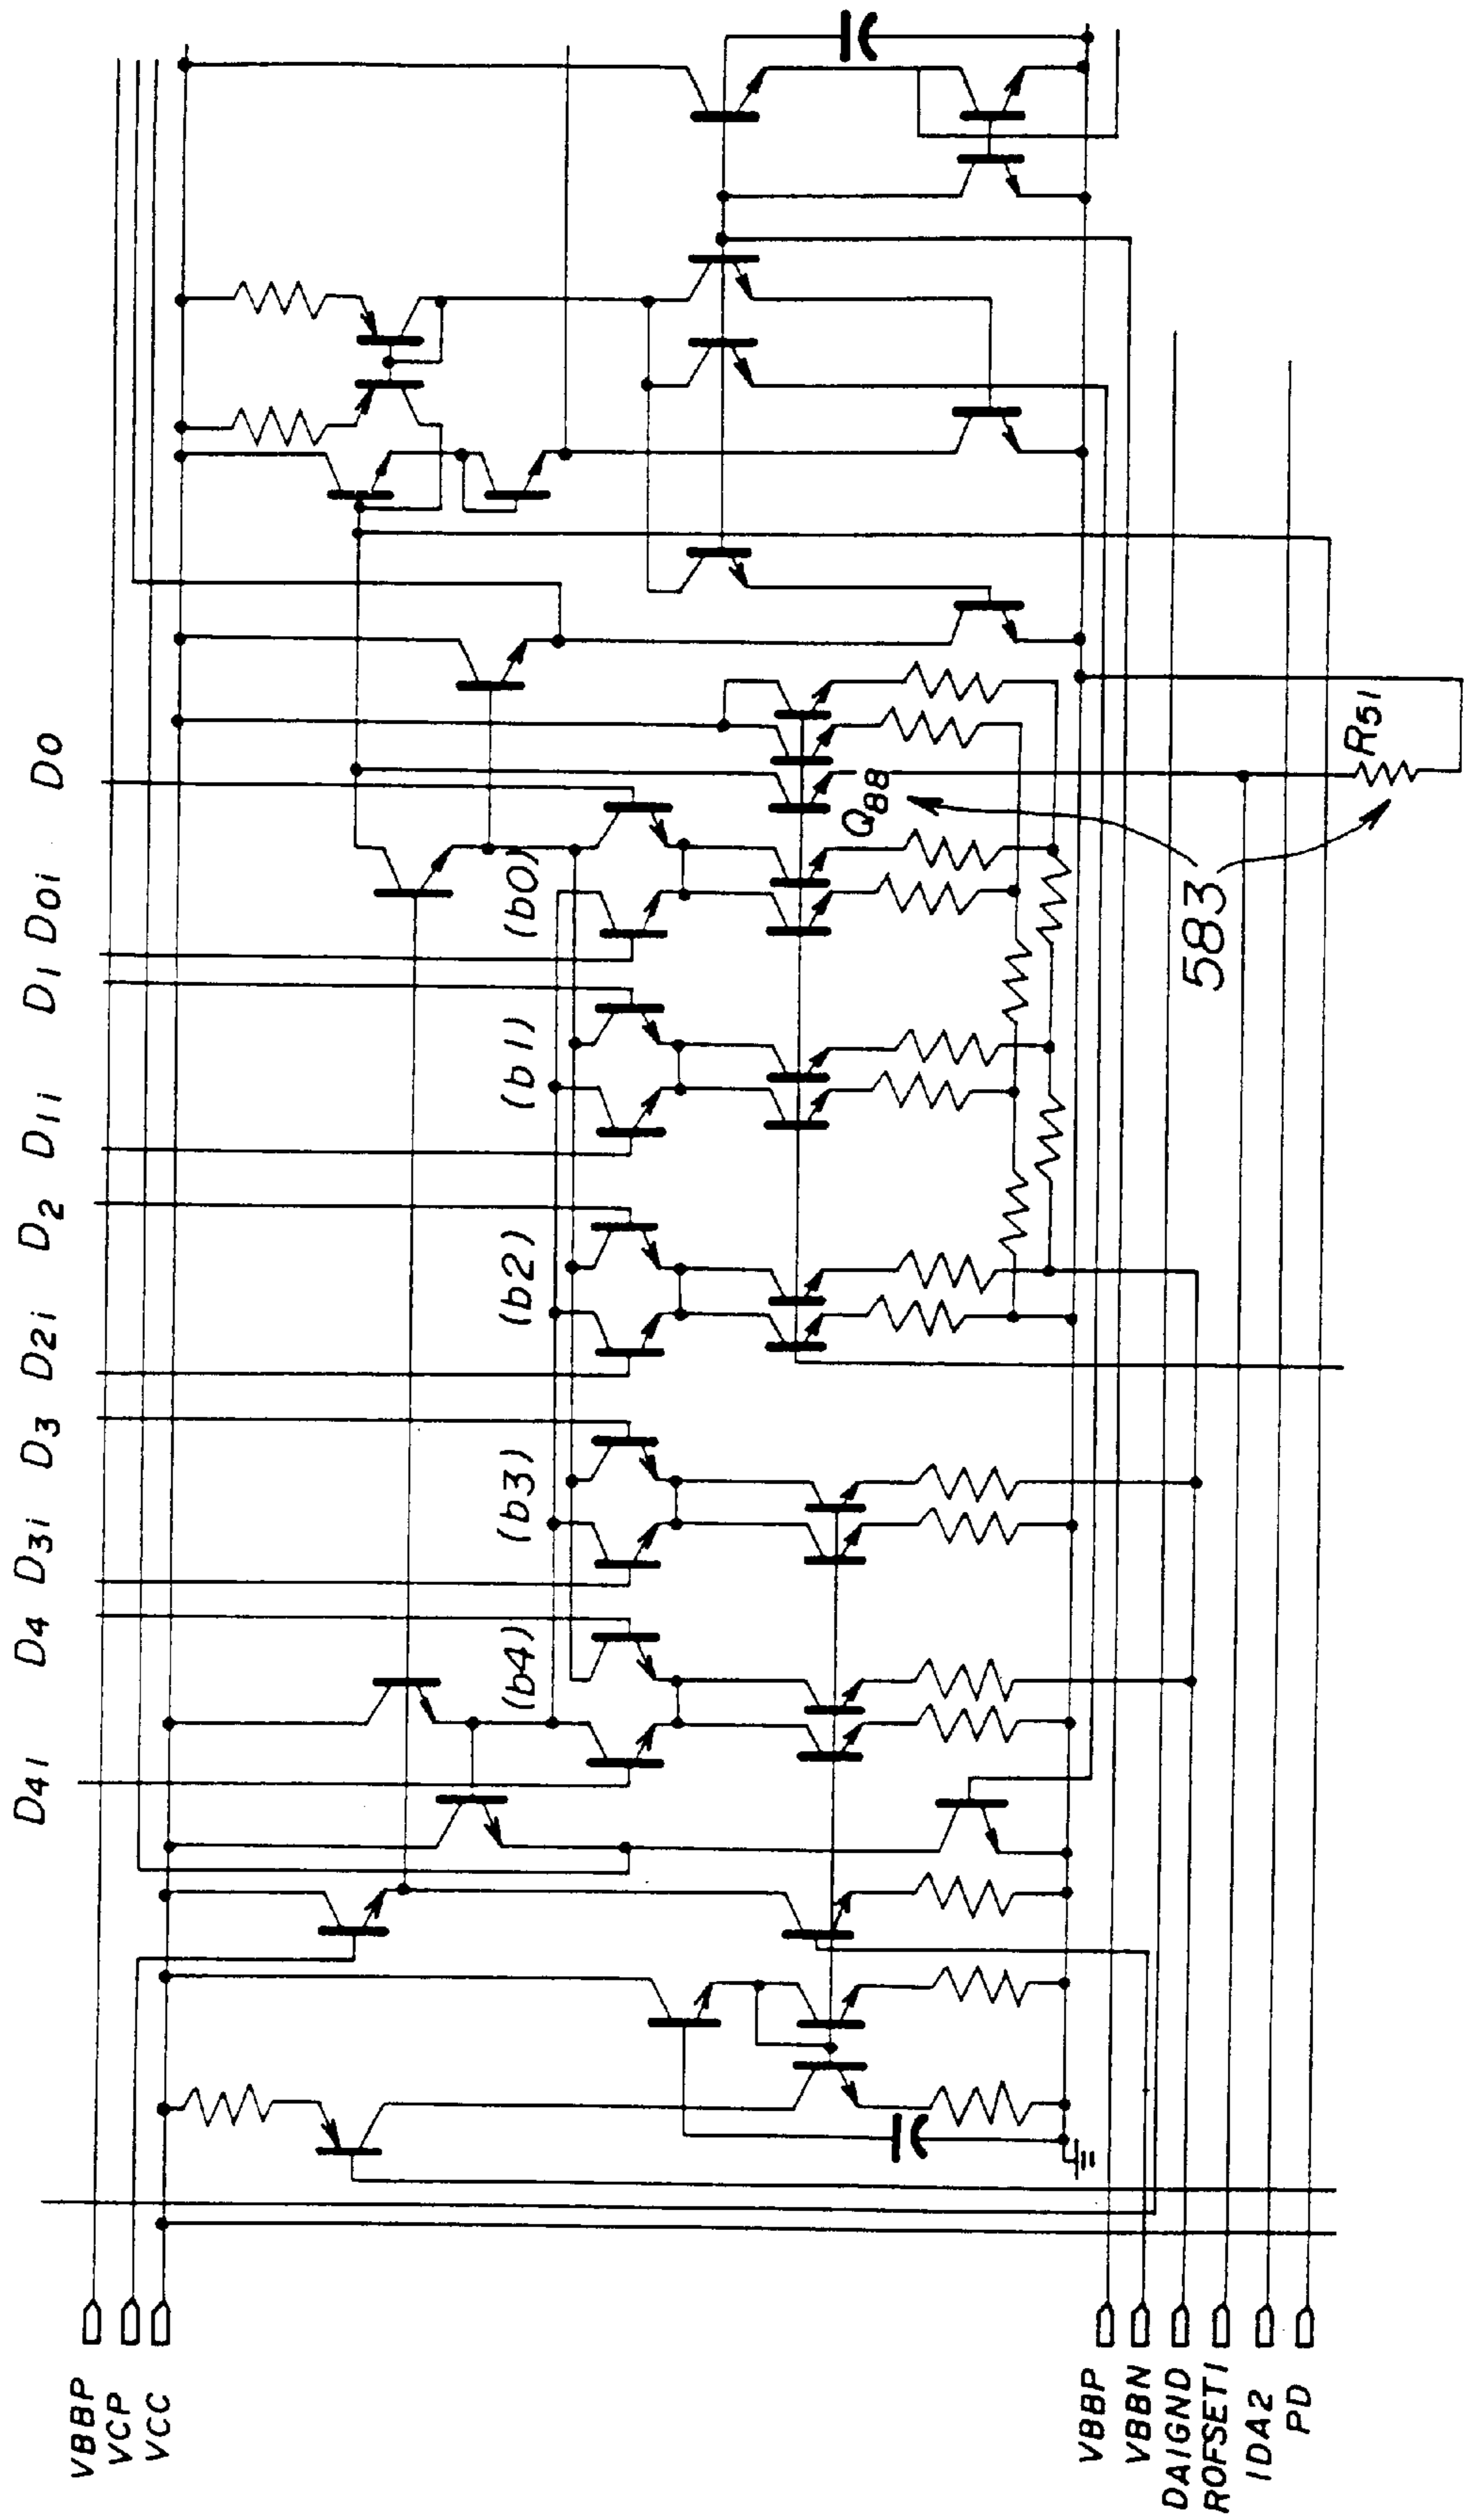 D4I D4 D3i D3 D2i D2 D1i D1 D0i D0
(b4) (b3) (b2) (b1) (b0)
Q88
R51
583
VBBP
VCP
VCC
VBBP
VBBN
DAIGND
ROFSET1
IDA2
PD